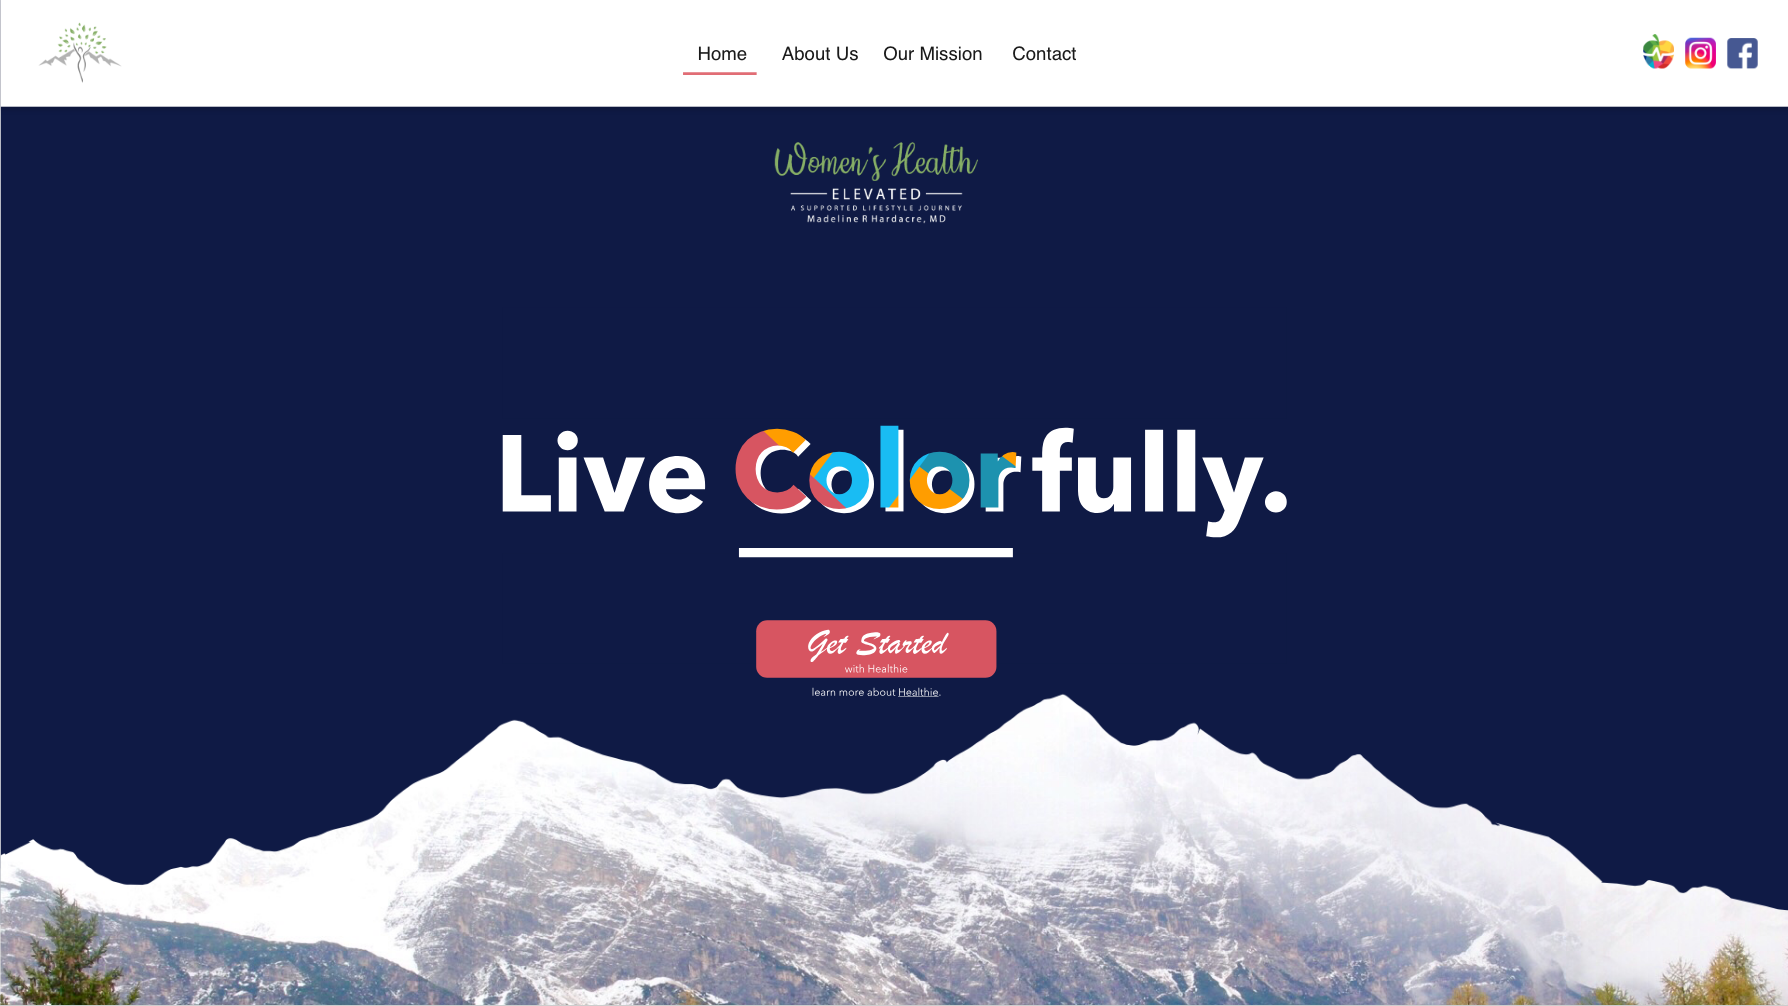 Home About Us Our Mission Contact
Women's Health
ELEVATED
A SUPPORTED LIFESTYLE JOURNEY
Madeline R Hardacre, MD
Live Colorfully.
Get Started
with Healthie
learn more about Healthie.